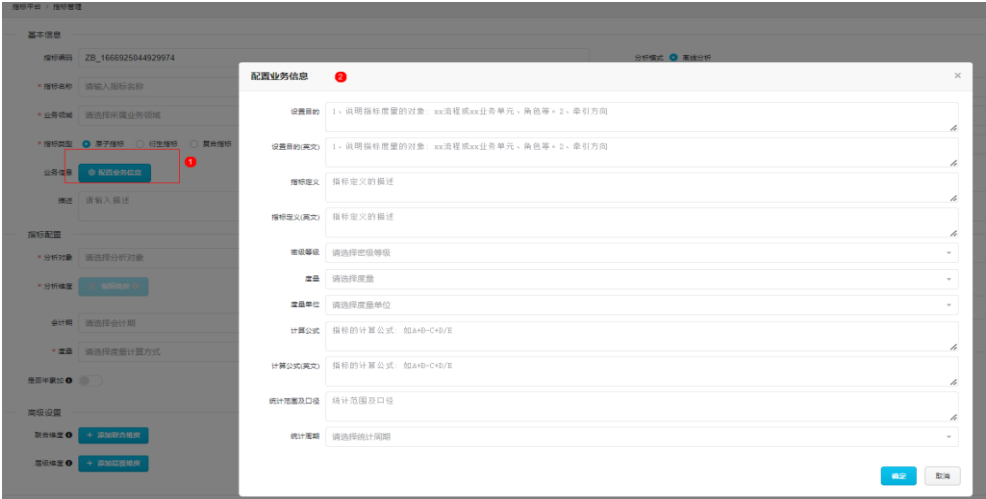 指标平台 / 指标管理
基本信息
指标编码 ZB_1666925044929974
分析模式 离线分析
* 指标名称 请输入指标名称
* 业务领域 请选择所属业务领域
* 指标类型 原子指标 衍生指标 复合指标
业务信息 配置业务信息 1
描述 请输入描述
指标配置
* 分析对象 请选择分析对象
* 分析维度
会计期 请选择会计期
* 度量 请选择度量计算方式
是否半累加
高级设置
联合维度 + 添加联合维度
层级维度 + 添加层级维度
配置业务信息 2 ×
设置目的 1、说明指标度量的对象：xx流程或xx业务单元、角色等。2、牵引方向
设置目的(英文) 1、说明指标度量的对象：xx流程或xx业务单元、角色等。2、牵引方向
指标定义 指标定义的描述
指标定义(英文) 指标定义的描述
密级等级 请选择密级等级
度量 请选择度量
度量单位 请选择度量单位
计算公式 指标的计算公式：如A+B-C+D/E
计算公式(英文) 指标的计算公式：如A+B-C+D/E
统计范围及口径 统计范围及口径
统计周期 请选择统计周期
确定 取消